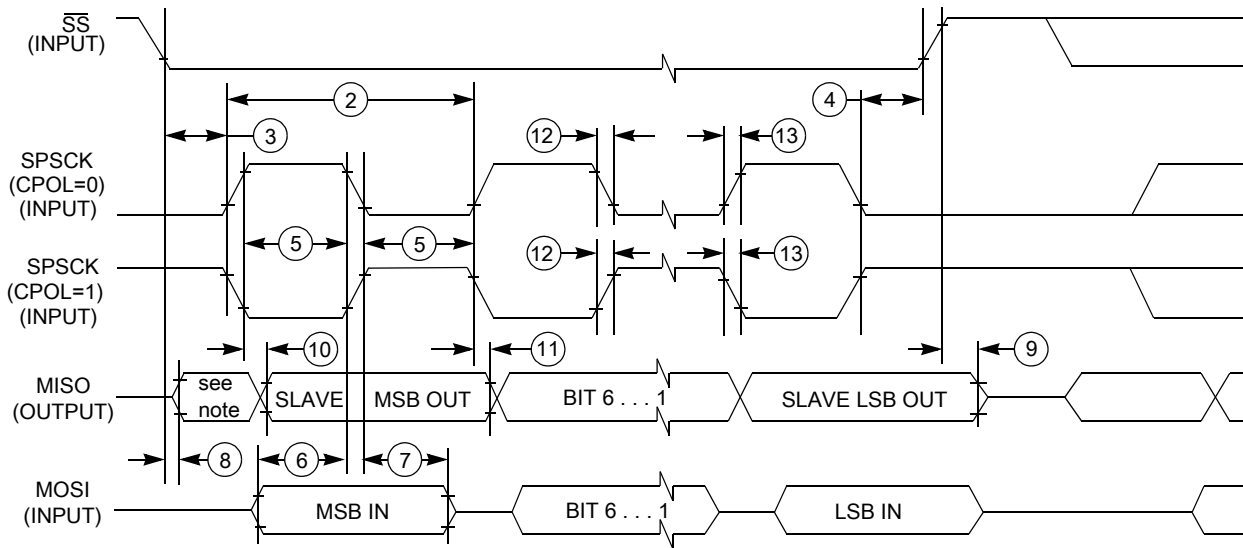 SS
(INPUT)
2
4
3
12
13
SPSCK
(CPOL=0)
(INPUT)
5
5
SPSCK
(CPOL=1)
(INPUT)
12
13
10
11
9
MISO
(OUTPUT)
see
note
SLAVE
MSB OUT
BIT 6 . . . 1
SLAVE LSB OUT
8
6
7
MOSI
(INPUT)
MSB IN
BIT 6 . . . 1
LSB IN